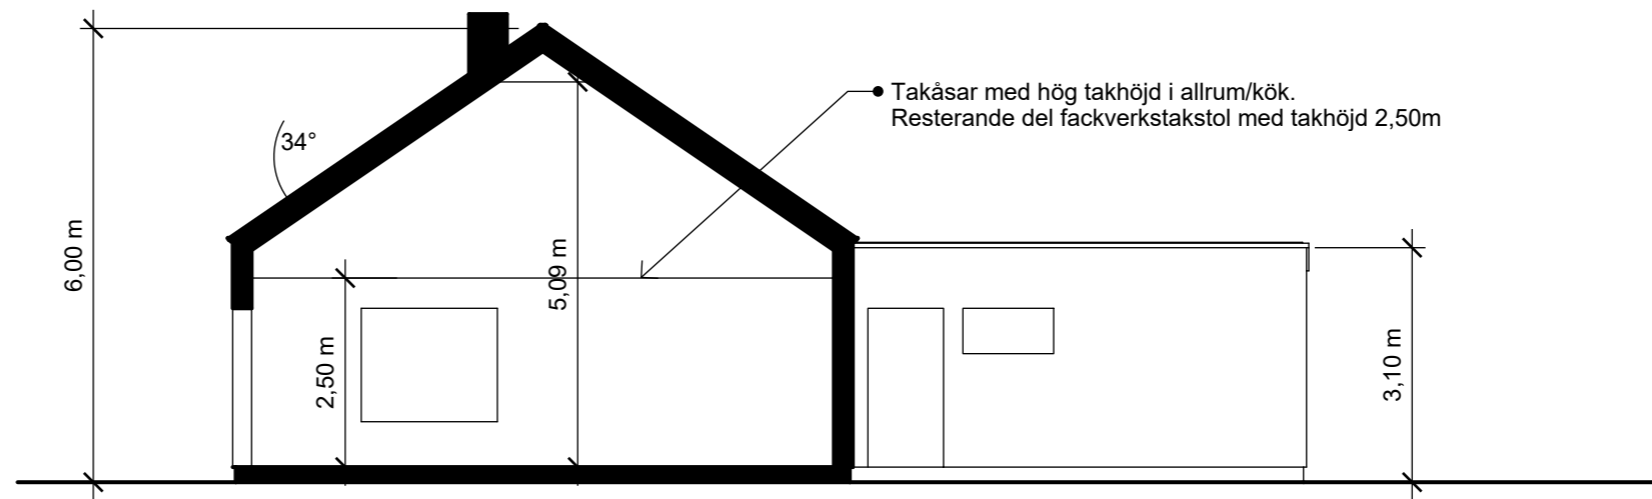 Takåsar med hög takhöjd i allrum/kök.
Resterande del fackverkstakstol med takhöjd 2,50m
34°
6,00 m
5,09 m
2,50 m
3,10 m